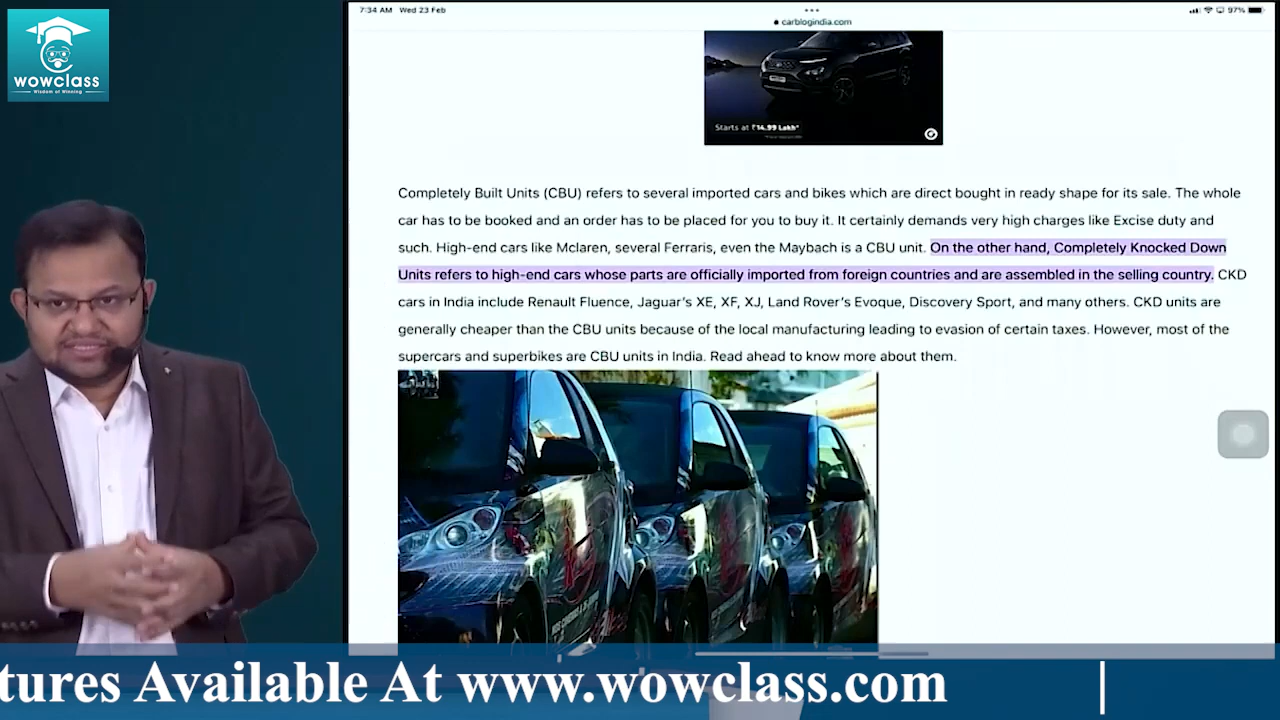 7:34 AM Wed 23 Feb
97%
carblogindia.com
wowclass
Wisdom of Winning
Starts at ₹14.99 Lakh*
Completely Built Units (CBU) refers to several imported cars and bikes which are direct bought in ready shape for its sale. The whole
car has to be booked and an order has to be placed for you to buy it. It certainly demands very high charges like Excise duty and
such. High-end cars like Mclaren, several Ferraris, even the Maybach is a CBU unit. On the other hand, Completely Knocked Down
Units refers to high-end cars whose parts are officially imported from foreign countries and are assembled in the selling country. CKD
cars in India include Renault Fluence, Jaguar's XE, XF, XJ, Land Rover's Evoque, Discovery Sport, and many others. CKD units are
generally cheaper than the CBU units because of the local manufacturing leading to evasion of certain taxes. However, most of the
supercars and superbikes are CBU units in India. Read ahead to know more about them.
tures Available At www.wowclass.com